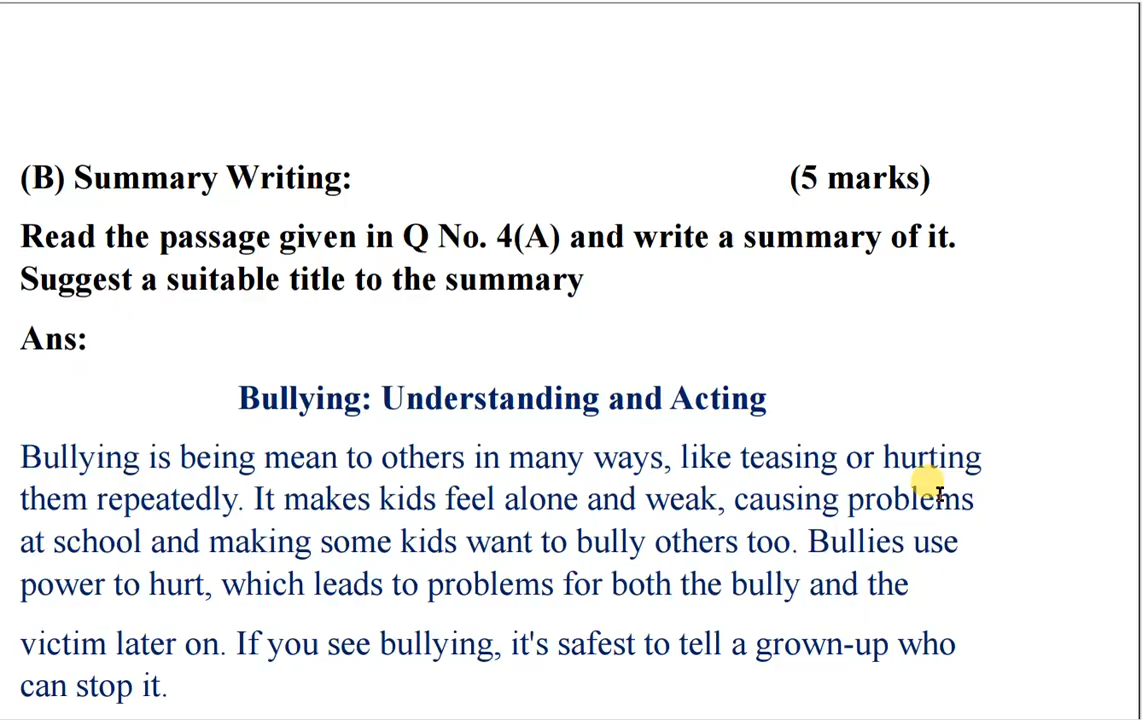 (B) Summary Writing: (5 marks)
Read the passage given in Q No. 4(A) and write a summary of it.
Suggest a suitable title to the summary
Ans:
Bullying: Understanding and Acting
Bullying is being mean to others in many ways, like teasing or hurting
them repeatedly. It makes kids feel alone and weak, causing problems
at school and making some kids want to bully others too. Bullies use
power to hurt, which leads to problems for both the bully and the
victim later on. If you see bullying, it's safest to tell a grown-up who
can stop it.